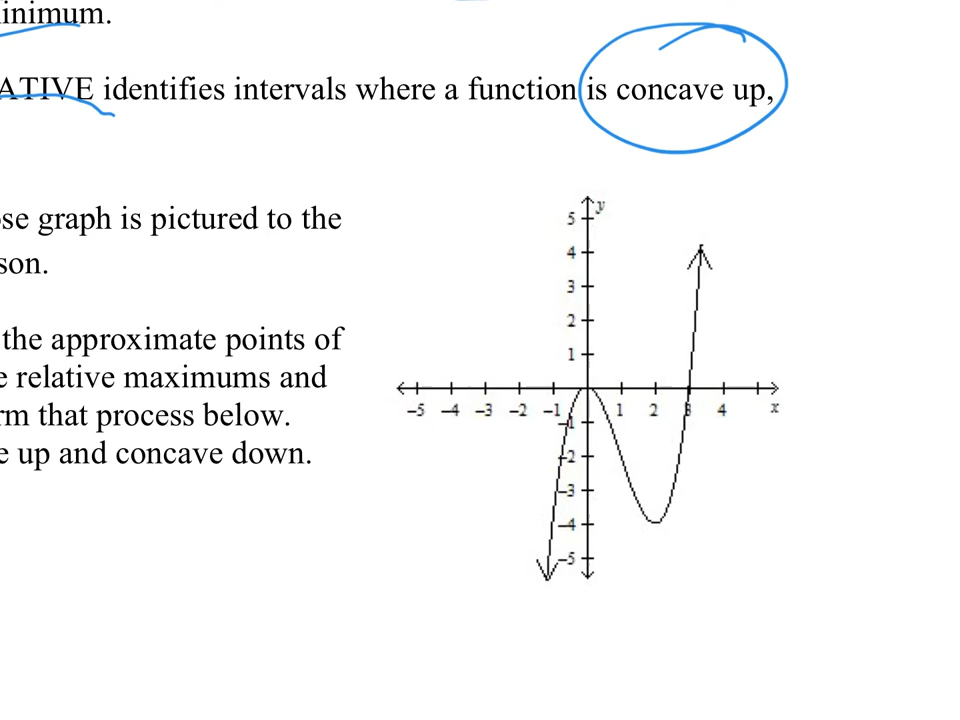 inimum.
ATIVE identifies intervals where a function is concave up,
se graph is pictured to the
son.
the approximate points of
e relative maximums and
rm that process below.
e up and concave down.
y
5
4
3
2
1
-5 -4 -3 -2 -1 1 2 3 4 x
-1
-2
-3
-4
-5